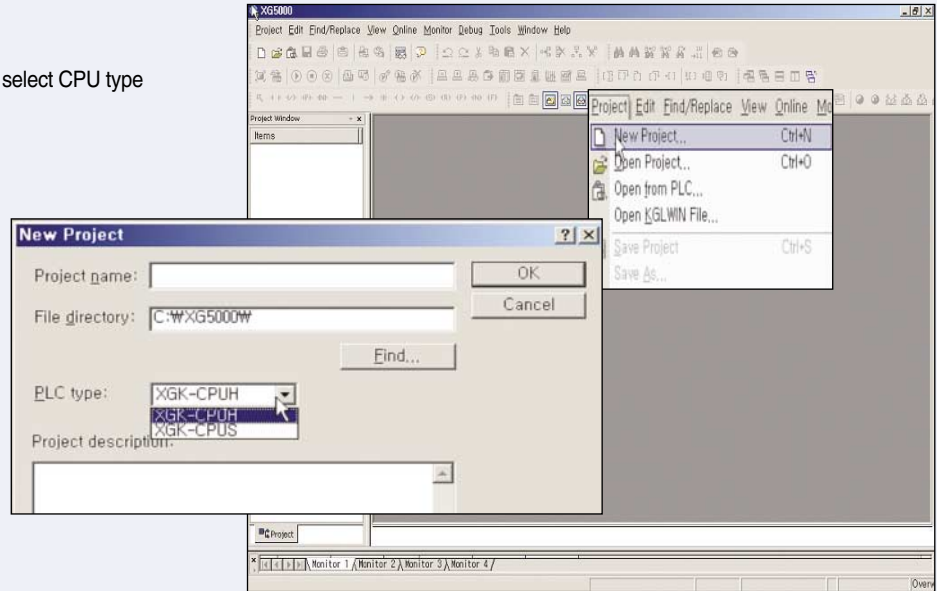 select CPU type
XG5000
Project Edit Find/Replace View Online Monitor Debug Tools Window Help
Project Window
Items
Project Edit Find/Replace View Online Mo
New Project... Ctrl+N
Open Project... Ctrl+O
Open from PLC...
Open KGLWIN File...
Save Project Ctrl+S
Save As...
New Project
Project name:
OK
File directory: C:₩XG5000₩
Cancel
Find...
PLC type: XGK-CPUH
XGK-CPUH
XGK-CPUS
Project description:
Project
Monitor 1 Monitor 2 Monitor 3 Monitor 4